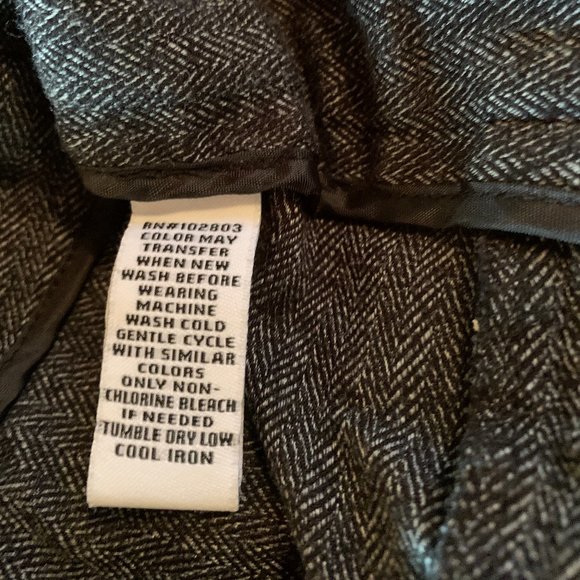 RN#102803
COLOR MAY
TRANSFER
WHEN NEW
WASH BEFORE
WEARING
MACHINE
WASH COLD
GENTLE CYCLE
WITH SIMILAR
COLORS
ONLY NON-
CHLORINE BLEACH
IF NEEDED
TUMBLE DRY LOW
COOL IRON